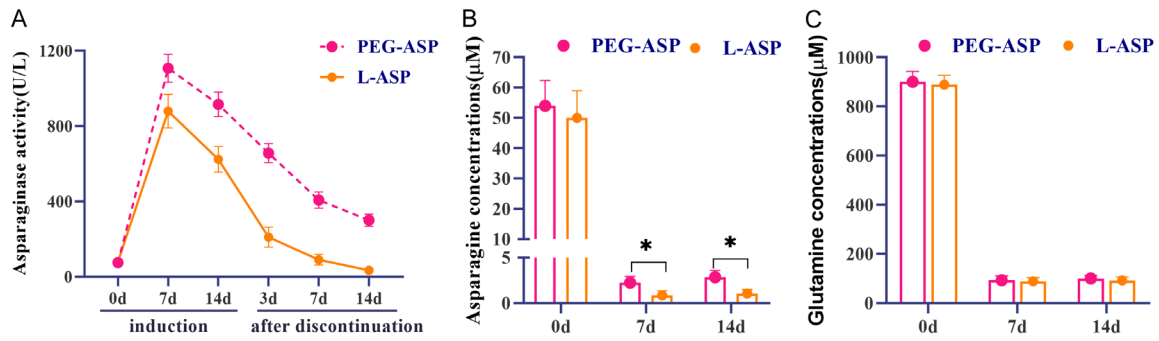 A
PEG-ASP
L-ASP
Asparaginase activity(U/L)
1200
800
400
0
0d 7d 14d 3d 7d 14d
induction after discontinuation
B
PEG-ASP L-ASP
Asparagine concentrations(μM)
70
60
50
40
30
20
10
5
0
*
*
0d 7d 14d
C
PEG-ASP L-ASP
Glutamine concentrations(μM)
1000
800
600
400
200
0
0d 7d 14d